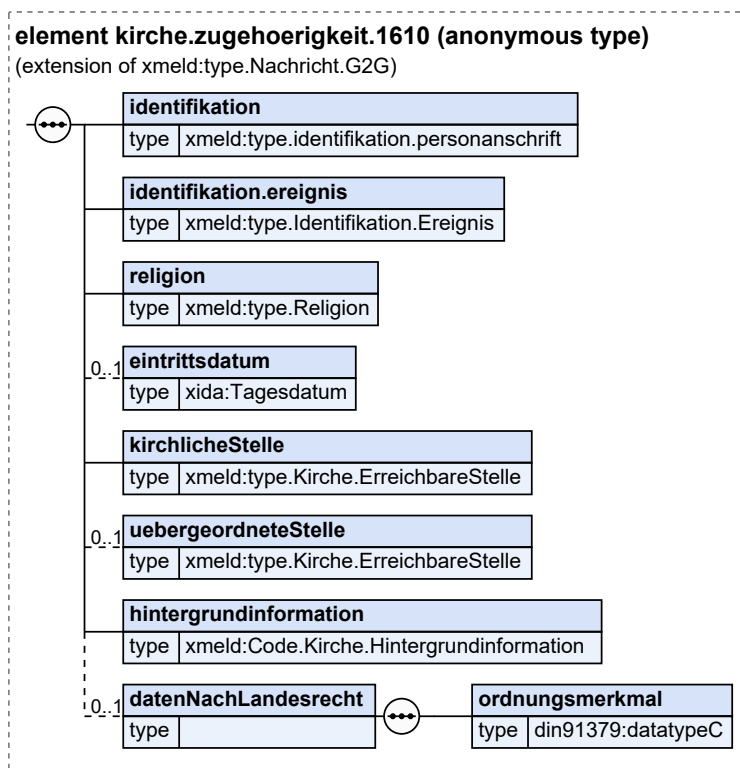 element kirche.zugehoerigkeit.1610 (anonymous type)
(extension of xmeld:type.Nachricht.G2G)
identifikation
type xmeld:type.identifikation.personanschrift
identifikation.ereignis
type xmeld:type.Identifikation.Ereignis
religion
type xmeld:type.Religion
0..1 eintrittsdatum
type xida:Tagesdatum
kirchlicheStelle
type xmeld:type.Kirche.ErreichbareStelle
0..1 uebergeordneteStelle
type xmeld:type.Kirche.ErreichbareStelle
hintergrundinformation
type xmeld:Code.Kirche.Hintergrundinformation
0..1 datenNachLandesrecht ordnungsmerkmal
type type din91379:datatypeC